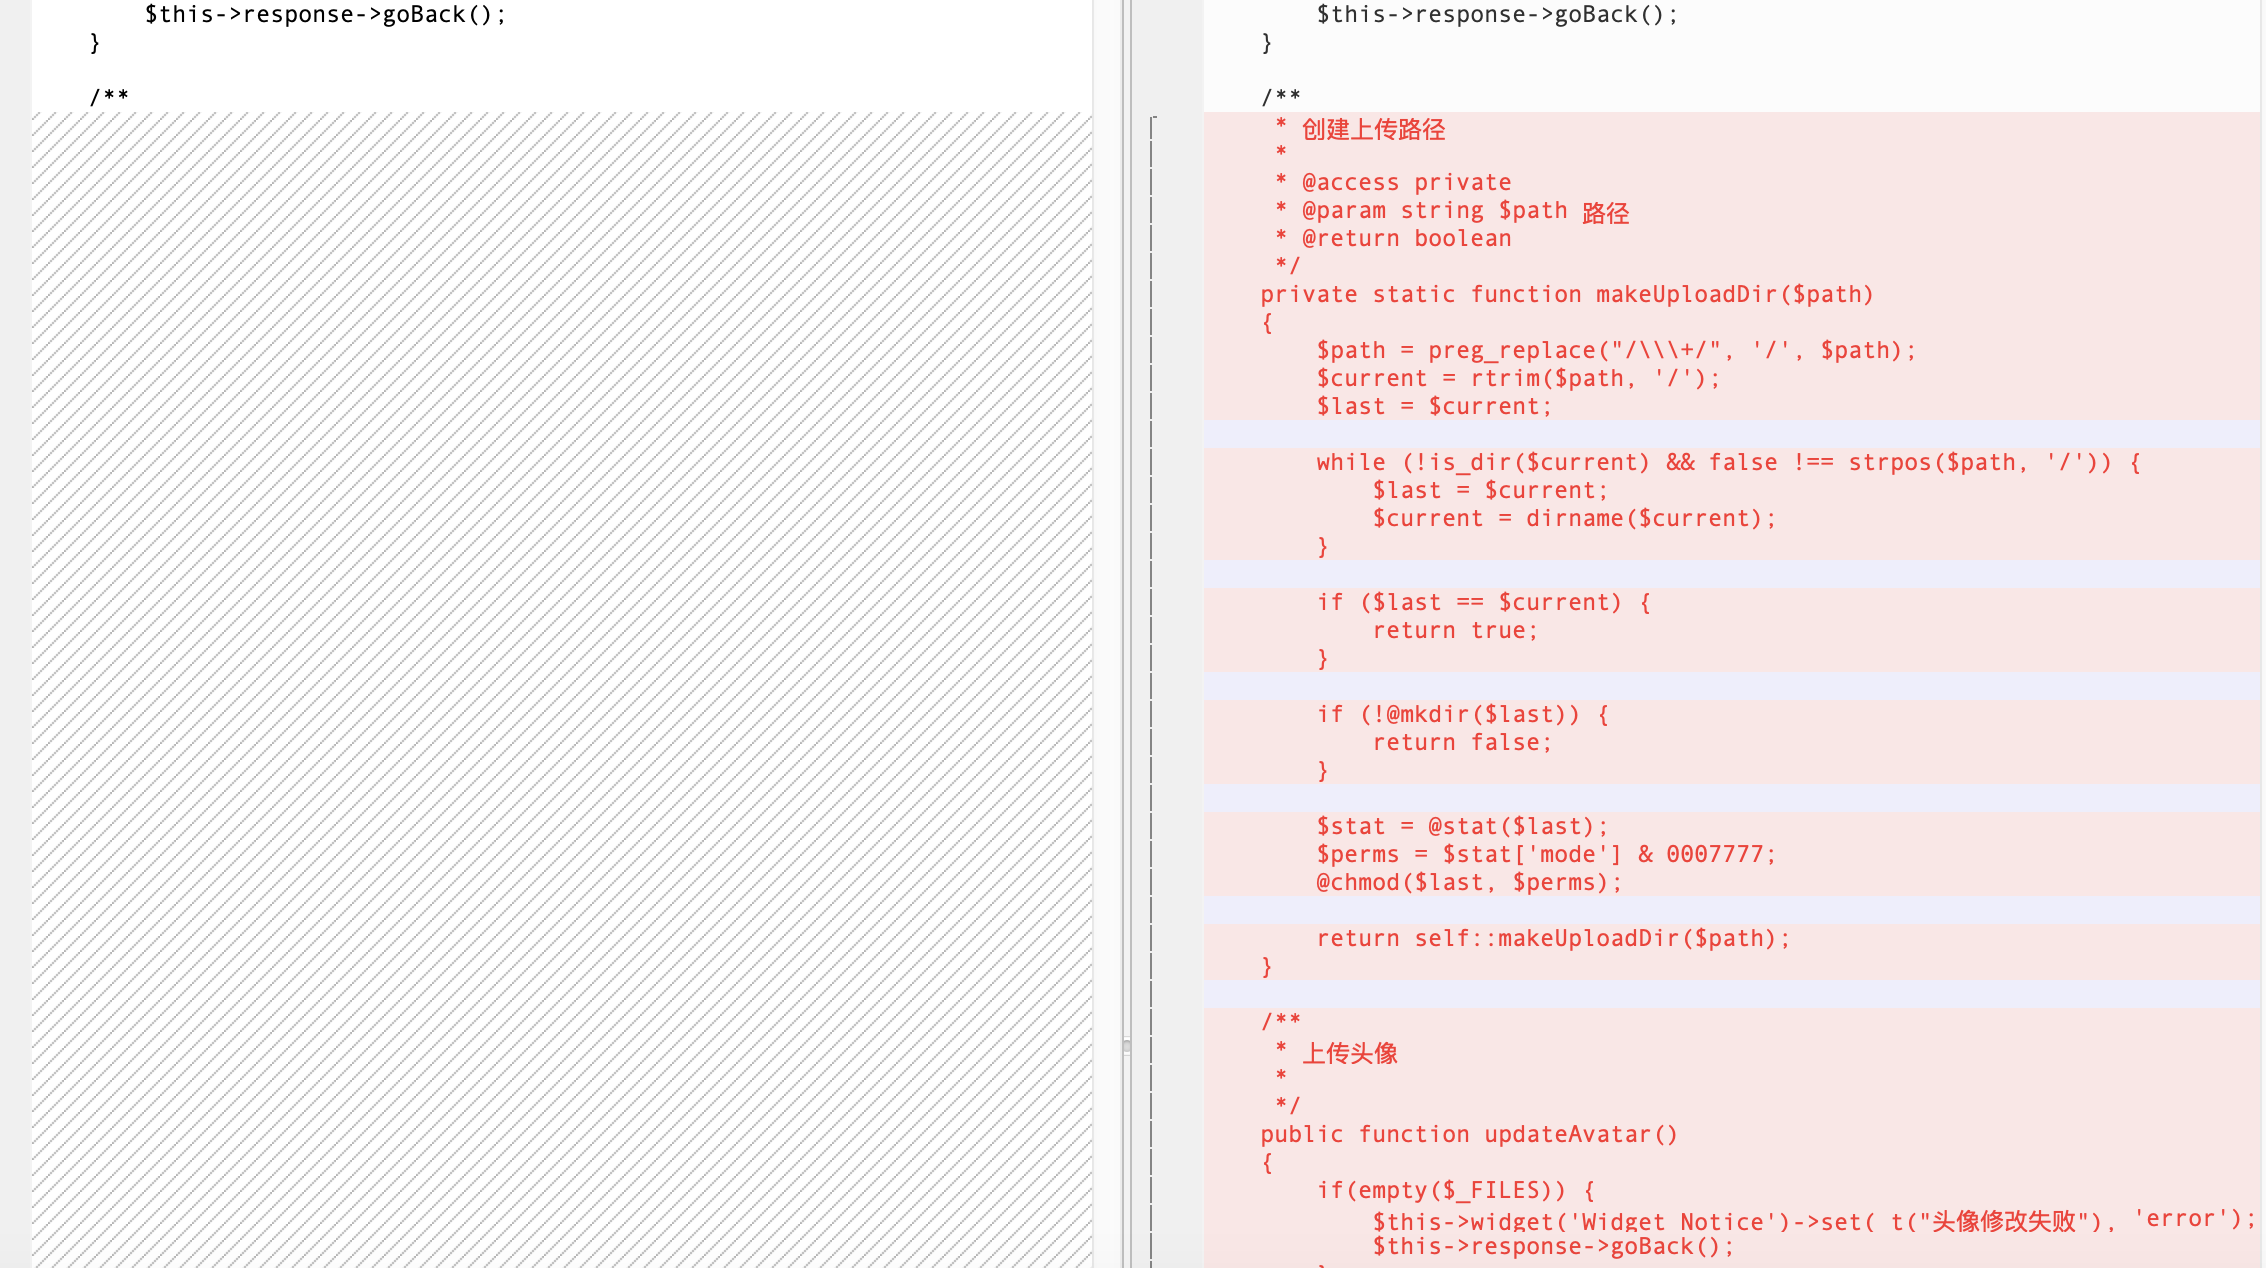 $this->response->goBack();
}
/**
$this->response->goBack();
}
/**
* 创建上传路径
*
* @access private
* @param string $path 路径
* @return boolean
*/
private static function makeUploadDir($path)
{
$path = preg_replace("/\\\+/", '/', $path);
$current = rtrim($path, '/');
$last = $current;
while (!is_dir($current) && false !== strpos($path, '/')) {
$last = $current;
$current = dirname($current);
}
if ($last == $current) {
return true;
}
if (!@mkdir($last)) {
return false;
}
$stat = @stat($last);
$perms = $stat['mode'] & 0007777;
@chmod($last, $perms);
return self::makeUploadDir($path);
}
/**
* 上传头像
*
*/
public function updateAvatar()
{
if(empty($_FILES)) {
$this->widget('Widget_Notice')->set(_t("头像修改失败"), 'error');
$this->response->goBack();